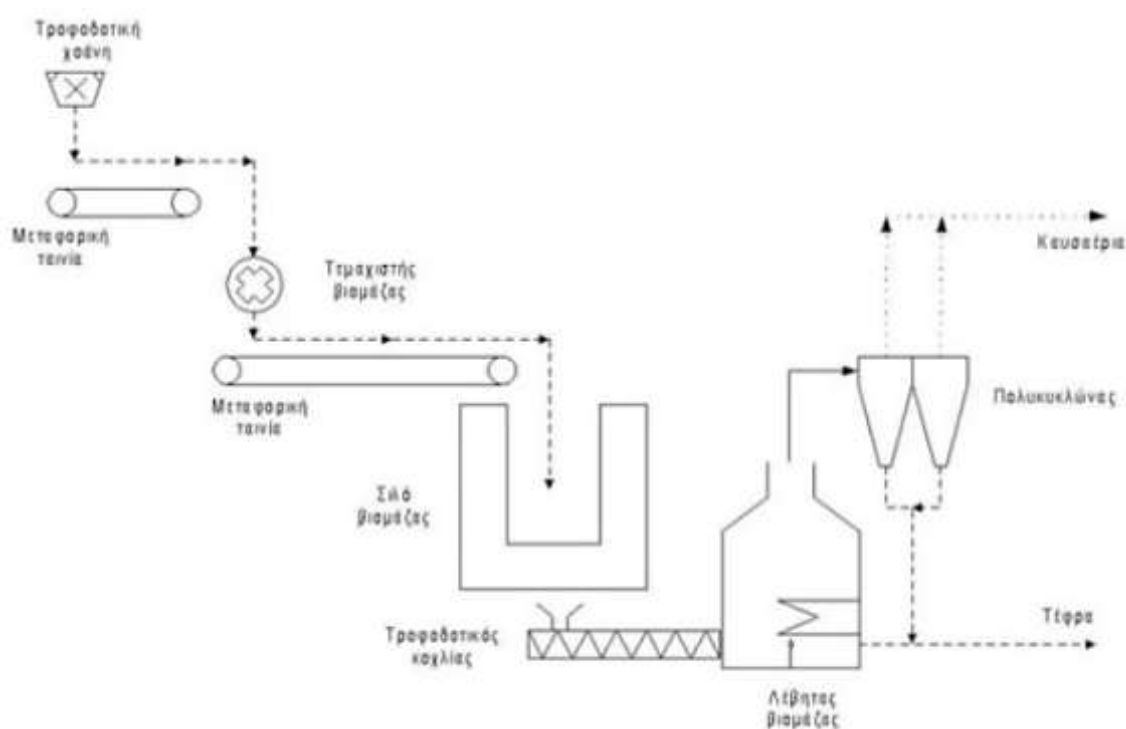 Τροφοδοτική
χοάνη
Μεταφορική
ταινία
Τεμαχιστής
βιομάζας
Μεταφορική
ταινία
Καυσαέρια
Πολυκυκλώνας
Σιλό
βιομάζας
Τροφοδοτικός
κοχλίας
Τέφρα
Λέβητας
βιομάζας